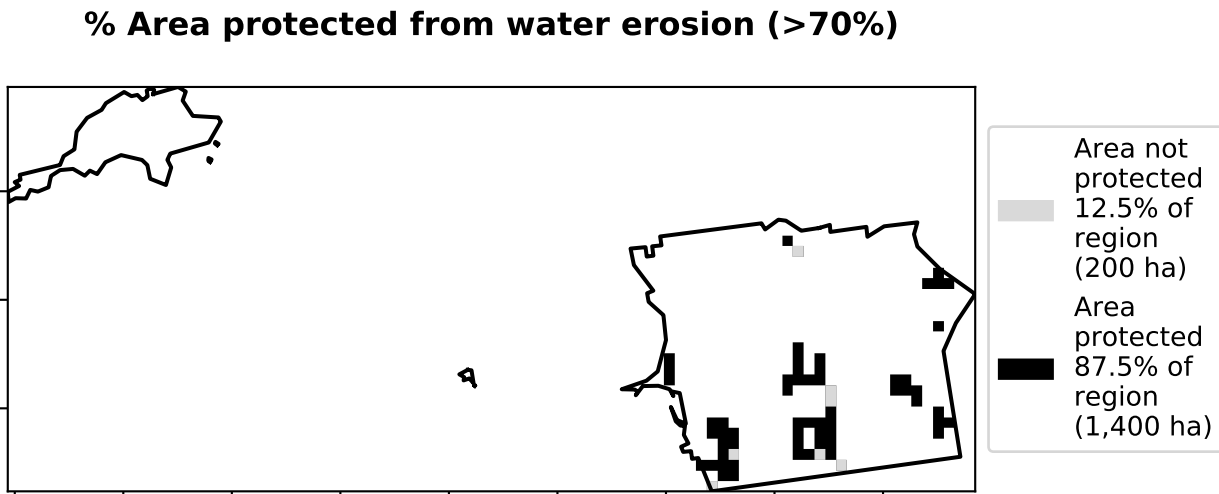 % Area protected from water erosion (>70%)
Area not
protected
12.5% of
region
(200 ha)
Area
protected
87.5% of
region
(1,400 ha)